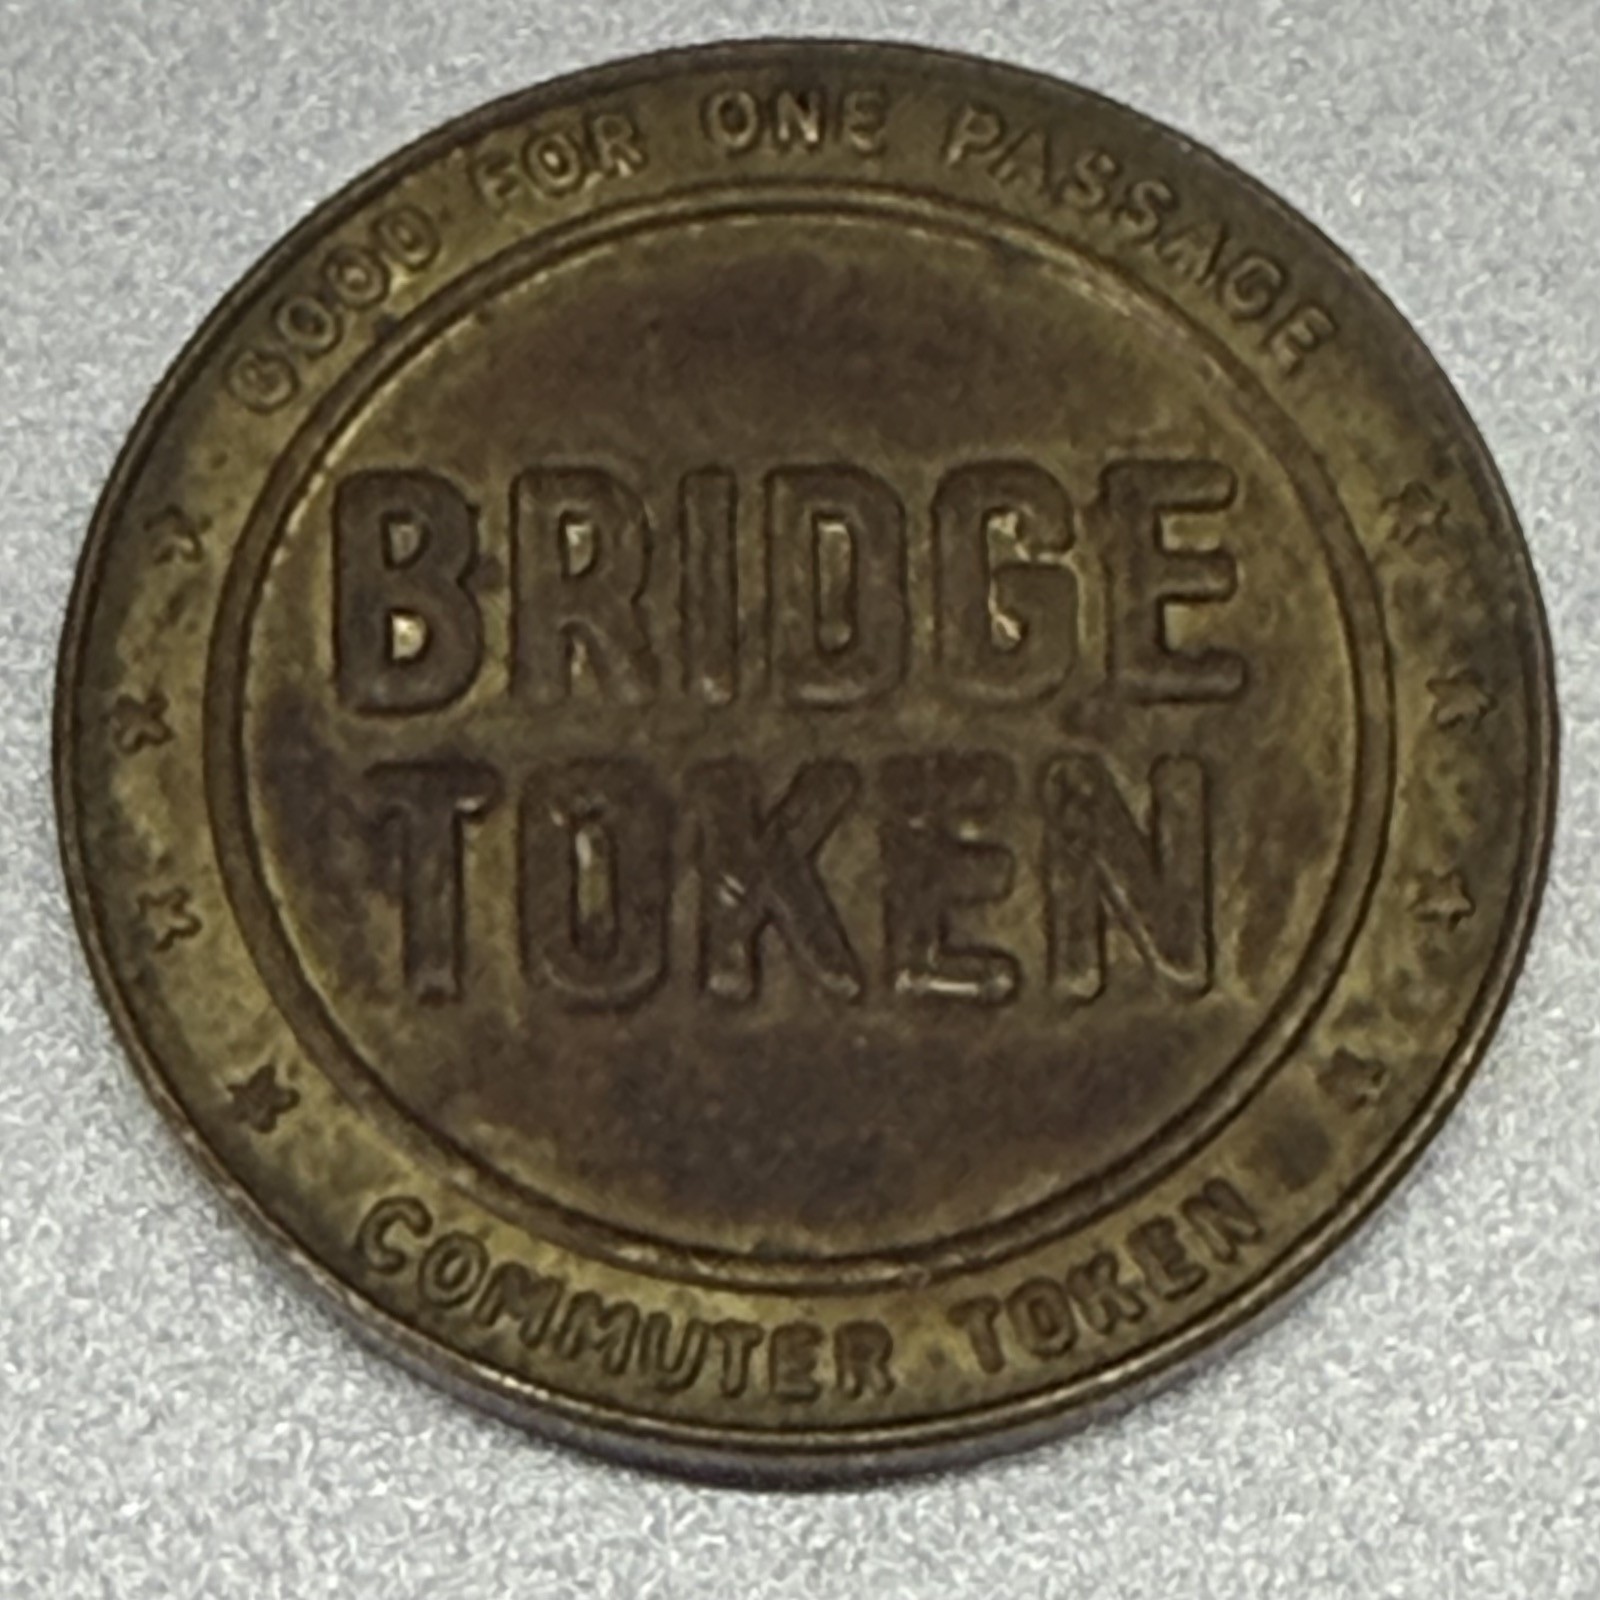 GOOD FOR ONE PASSAGE
BRIDGE
TOKEN
COMMUTER TOKEN